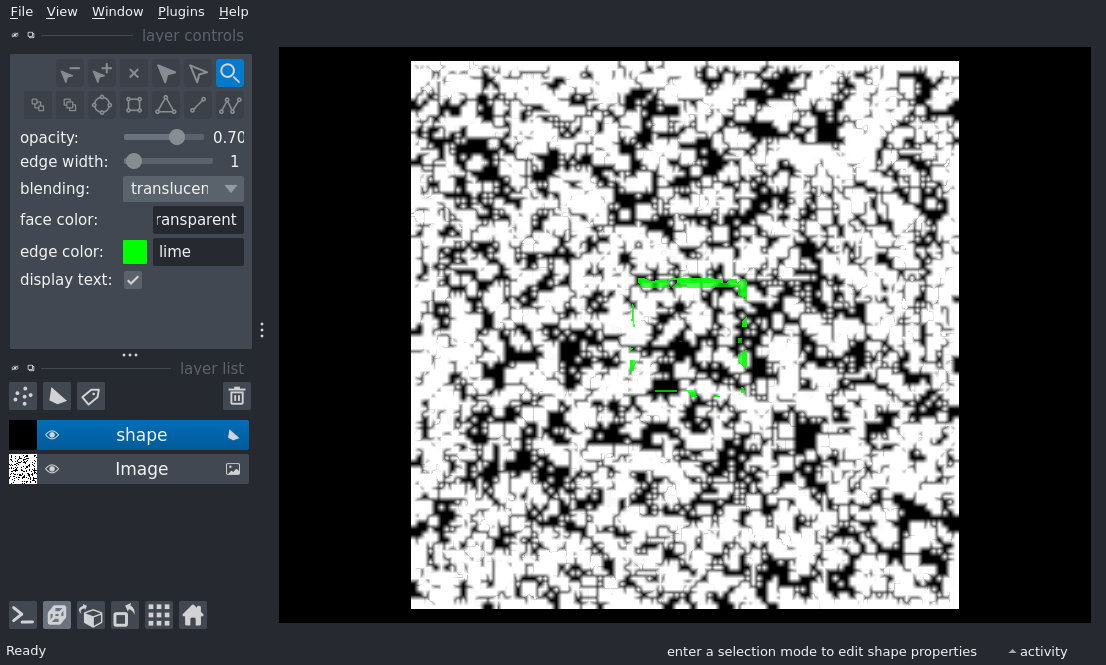 File View Window Plugins Help
layer controls
opacity: 0.70
edge width: 1
blending: translucen
face color: ransparent
edge color: lime
display text:
layer list
shape
Image
Ready
enter a selection mode to edit shape properties
activity